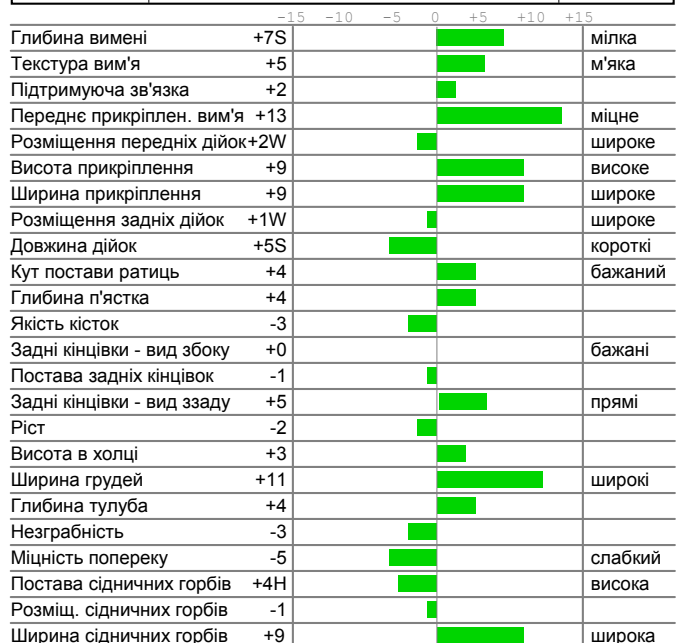 -15 -10 -5 0 +5 +10 +15
Глибина вимені +7S мілка
Текстура вим'я +5 м'яка
Підтримуюча зв'язка +2
Переднє прикріплен. вим'я +13 міцне
Розміщення передніх дійок+2W широке
Висота прикріплення +9 високе
Ширина прикріплення +9 широке
Розміщення задніх дійок +1W широке
Довжина дійок +5S короткі
Кут постави ратиць +4 бажаний
Глибина п'ястка +4
Якість кісток -3
Задні кінцівки - вид збоку +0 бажані
Постава задніх кінцівок -1
Задні кінцівки - вид ззаду +5 прямі
Ріст -2
Висота в холці +3
Ширина грудей +11 широкі
Глибина тулуба +4
Незграбність -3
Міцність попереку -5 слабкий
Постава сідничних горбів +4H висока
Розміщ. сідничних горбів -1
Ширина сідничних горбів +9 широка